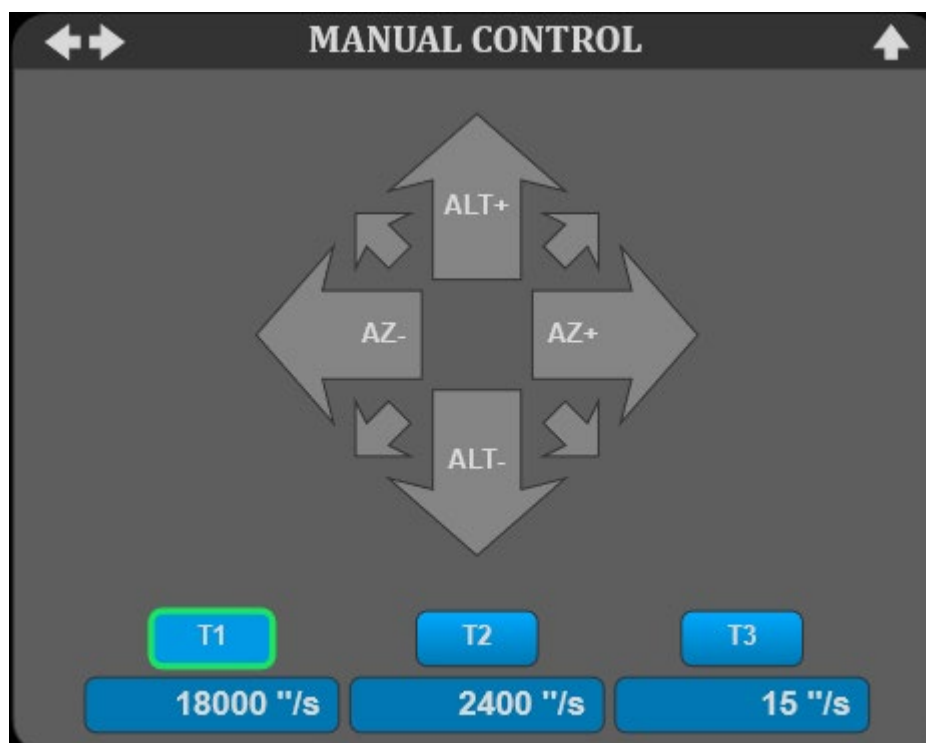 MANUAL CONTROL
ALT+
AZ- AZ+
ALT-
T1 T2 T3
18000 "/s 2400 "/s 15 "/s